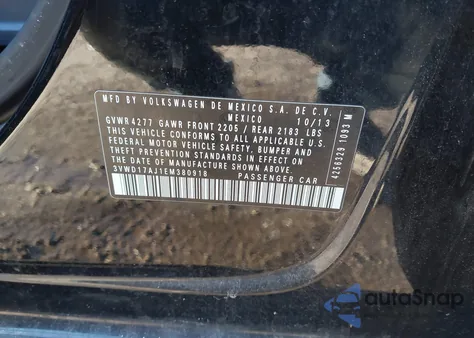 MFD BY VOLKSWAGEN DE MEXICO S.A. DE C.V.
MEXICO 10/13
GVWR 4277 GAWR FRONT 2205 / REAR 2183 LBS
THIS VEHICLE CONFORMS TO ALL APPLICABLE U.S.
FEDERAL MOTOR VEHICLE SAFETY, BUMPER AND
THEFT PREVENTION STANDARDS IN EFFECT ON
THE DATE OF MANUFACTURE SHOWN ABOVE.
3VWD17AJ1EM380918 PASSENGER CAR
4256329 1093 M
autoSnap